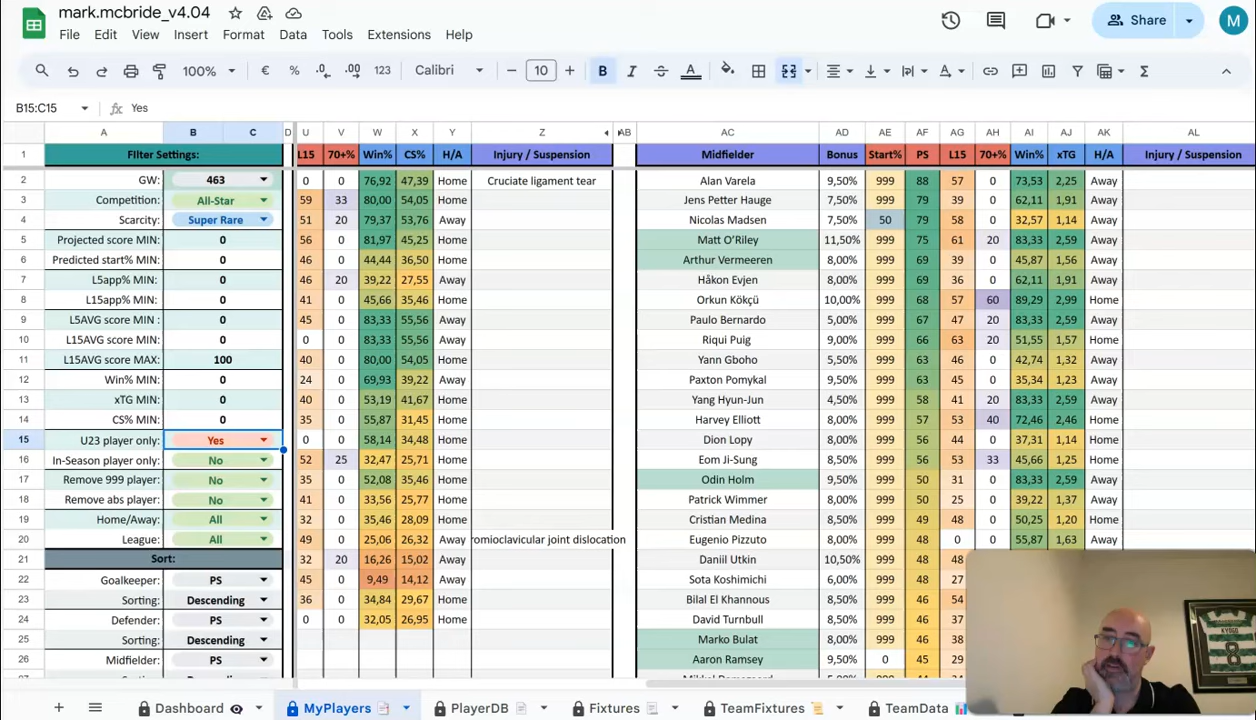 mark.mcbride_v4.04
File Edit View Insert Format Data Tools Extensions Help
Share M
100% € % .0 .00 123 Calibri 10 B I A Σ
B15:C15 fx Yes
A B C D U V W X Y Z AB AC AD AE AF AG AH AI AJ AK AL
1 Filter Settings: L15 70+% Win% CS% H/A Injury / Suspension Midfielder Bonus Start% PS L15 70+% Win% xTG H/A Injury / Suspension
2 GW: 463 0 0 76,92 47,39 Home Cruciate ligament tear Alan Varela 9,50% 999 88 57 0 73,53 2,25 Away
3 Competition: All-Star 59 33 80,00 54,05 Home Jens Petter Hauge 7,50% 999 79 39 0 62,11 1,91 Away
4 Scarcity: Super Rare 51 20 79,37 53,76 Away Nicolas Madsen 7,50% 50 79 58 0 32,57 1,14 Away
5 Projected score MIN: 0 56 0 81,97 45,25 Home Matt O'Riley 11,50% 999 75 61 20 83,33 2,59 Away
6 Predicted start% MIN: 0 46 0 44,44 36,50 Home Arthur Vermeeren 8,00% 999 69 39 0 45,87 1,56 Away
7 L5app% MIN: 0 46 20 39,22 27,55 Away Håkon Evjen 8,00% 999 69 36 0 62,11 1,91 Away
8 L15app% MIN: 0 41 0 45,66 35,46 Home Orkun Kökçü 10,00% 999 68 57 60 89,29 2,99 Home
9 L5AVG score MIN : 0 45 0 83,33 55,56 Away Paulo Bernardo 5,00% 999 67 47 20 83,33 2,59 Away
10 L15AVG score MIN: 0 0 0 83,33 55,56 Away Riqui Puig 9,00% 999 66 63 20 51,55 1,57 Home
11 L15AVG score MAX: 100 40 0 80,00 54,05 Home Yann Gboho 5,50% 999 63 46 0 42,74 1,32 Away
12 Win% MIN: 0 24 0 69,93 39,22 Away Paxton Pomykal 9,50% 999 63 45 0 35,34 1,23 Away
13 xTG MIN: 0 40 0 53,19 41,67 Home Yang Hyun-Jun 4,50% 999 58 41 20 83,33 2,59 Away
14 CS% MIN: 0 35 0 55,87 31,45 Home Harvey Elliott 8,00% 999 57 53 40 72,46 2,46 Home
15 U23 player only: Yes 0 0 58,14 34,48 Home Dion Lopy 8,00% 999 56 44 0 37,31 1,14 Away
16 In-Season player only: No 52 25 32,47 25,71 Home Eom Ji-Sung 8,50% 999 56 53 33 45,66 1,25 Home
17 Remove 999 player: No 35 0 52,08 35,46 Home Odin Holm 9,50% 999 50 31 0 83,33 2,59 Away
18 Remove abs player: No 41 0 33,56 25,77 Home Patrick Wimmer 8,00% 999 50 25 0 39,22 1,37 Away
19 Home/Away: All 32 0 35,46 28,09 Home Cristian Medina 8,50% 999 49 48 0 50,25 1,20 Home
20 League: All 49 0 25,06 26,32 Away romioclavicular joint dislocation Eugenio Pizzuto 8,00% 999 49 0 0 55,87 1,63 Away
21 Sort: 32 20 16,26 15,02 Away Daniil Utkin 10,50% 999 48 48
22 Goalkeeper: PS 45 0 9,49 14,12 Away Sota Koshimichi 6,00% 999 48 27
23 Sorting: Descending 36 0 34,84 29,67 Home Bilal El Khannous 8,50% 999 46 54
24 Defender: PS 0 0 32,05 26,95 Home David Turnbull 8,50% 999 46 37
25 Sorting: Descending Marko Bulat 8,00% 999 46 38
26 Midfielder: PS Aaron Ramsey 9,50% 0 45 29
KYOGO
8
Dashboard MyPlayers PlayerDB Fixtures TeamFixtures TeamData